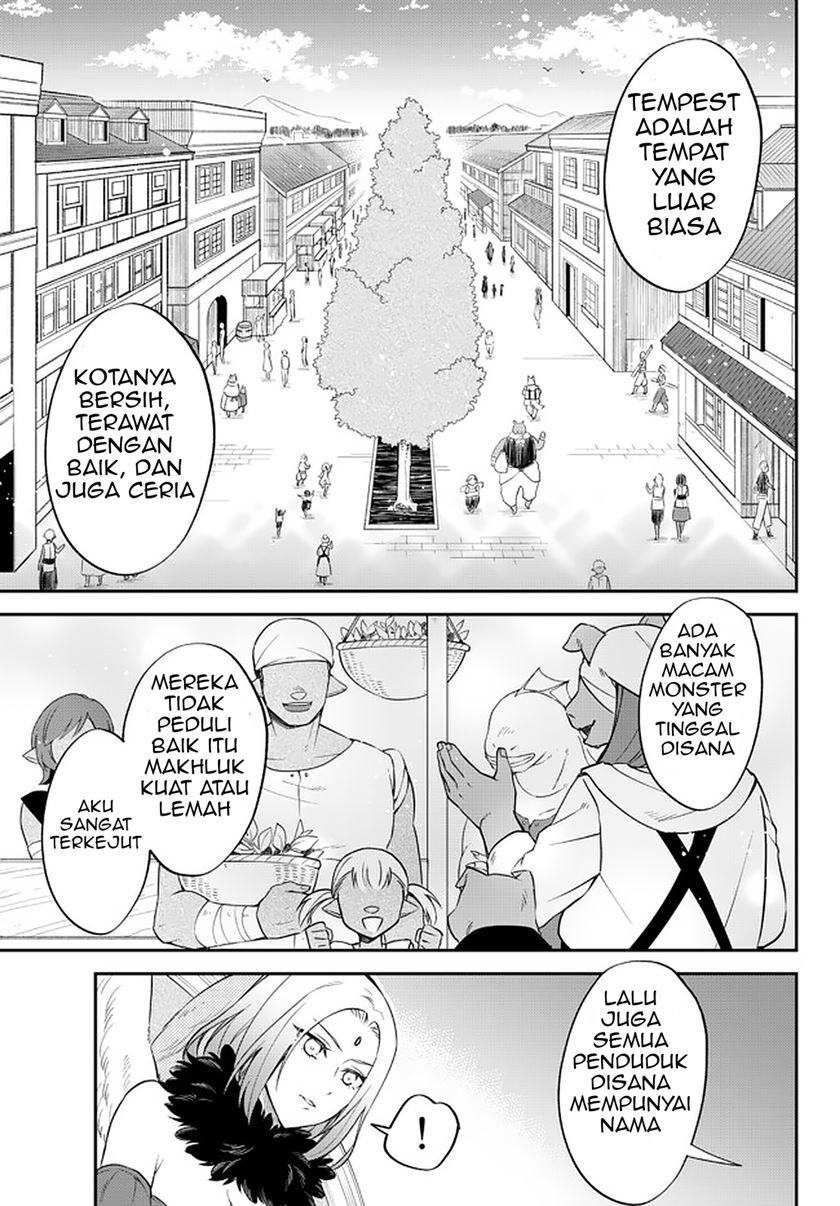 TEMPEST
ADALAH
TEMPAT
YANG
LUAR
BIASA
KOTANYA
BERSIH,
TERAWAT
DENGAN
BAIK, DAN
JUGA CERIA
ADA
BANYAK
MACAM
MONSTER
YANG
TINGGAL
DISANA
MEREKA
TIDAK
PEDULI
BAIK ITU
MAKHLUK
KUAT ATAU
LEMAH
AKU
SANGAT
TERKEJUT
LALU
JUGA
SEMUA
PENDUDUK
DISANA
MEMPUNYAI
NAMA
!